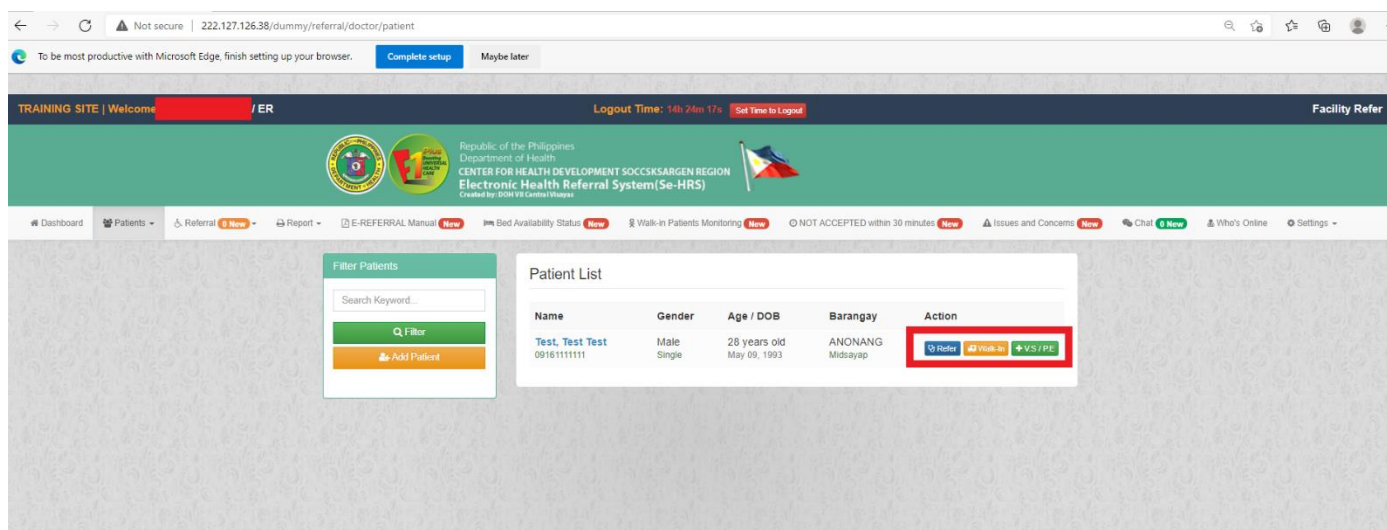 Not secure | 222.127.126.38/dummy/referral/doctor/patient
To be most productive with Microsoft Edge, finish setting up your browser. Complete setup Maybe later
TRAINING SITE | Welcome / ER Logout Time: 14h 24m 17s Set Time to Logout Facility Refer
Republic of the Philippines
Department of Health
CENTER FOR HEALTH DEVELOPMENT SOCCSKSARGEN REGION
Electronic Health Referral System(Se-HRS)
Created by: DOH VII Central Visayas
Dashboard Patients Referral 0 New Report E-REFERRAL Manual New Bed Availability Status New Walk-in Patients Monitoring New NOT ACCEPTED within 30 minutes New Issues and Concerns New Chat 0 New Who's Online Settings
Filter Patients
Search Keyword...
Filter
Add Patient
Patient List
Name Gender Age / DOB Barangay Action
Test, Test Test Male 28 years old ANONANG Refer Walk-In V.S / P.E
09161111111 Single May 09, 1993 Midsayap